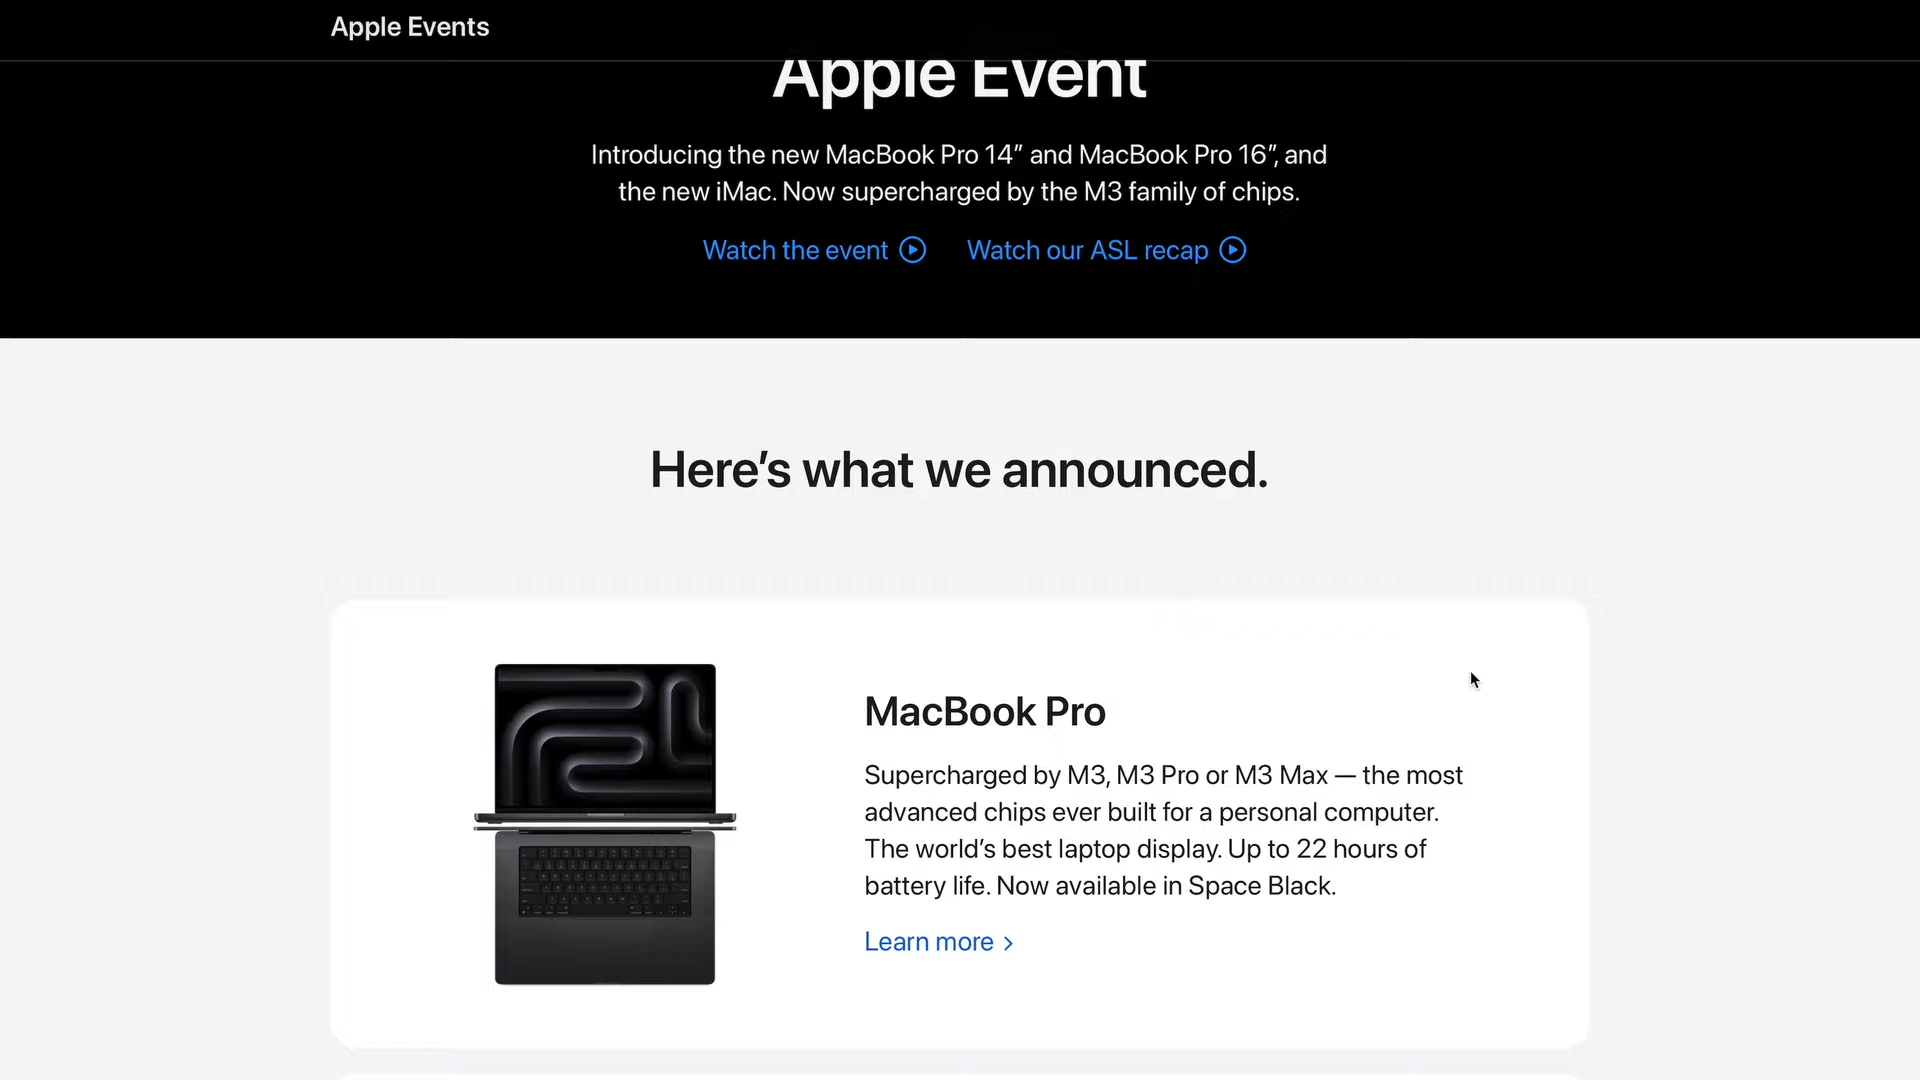 Apple Events
Apple Event
Introducing the new MacBook Pro 14” and MacBook Pro 16”, and
the new iMac. Now supercharged by the M3 family of chips.
Watch the event
Watch our ASL recap
Here’s what we announced.
MacBook Pro
Supercharged by M3, M3 Pro or M3 Max — the most
advanced chips ever built for a personal computer.
The world’s best laptop display. Up to 22 hours of
battery life. Now available in Space Black.
Learn more >